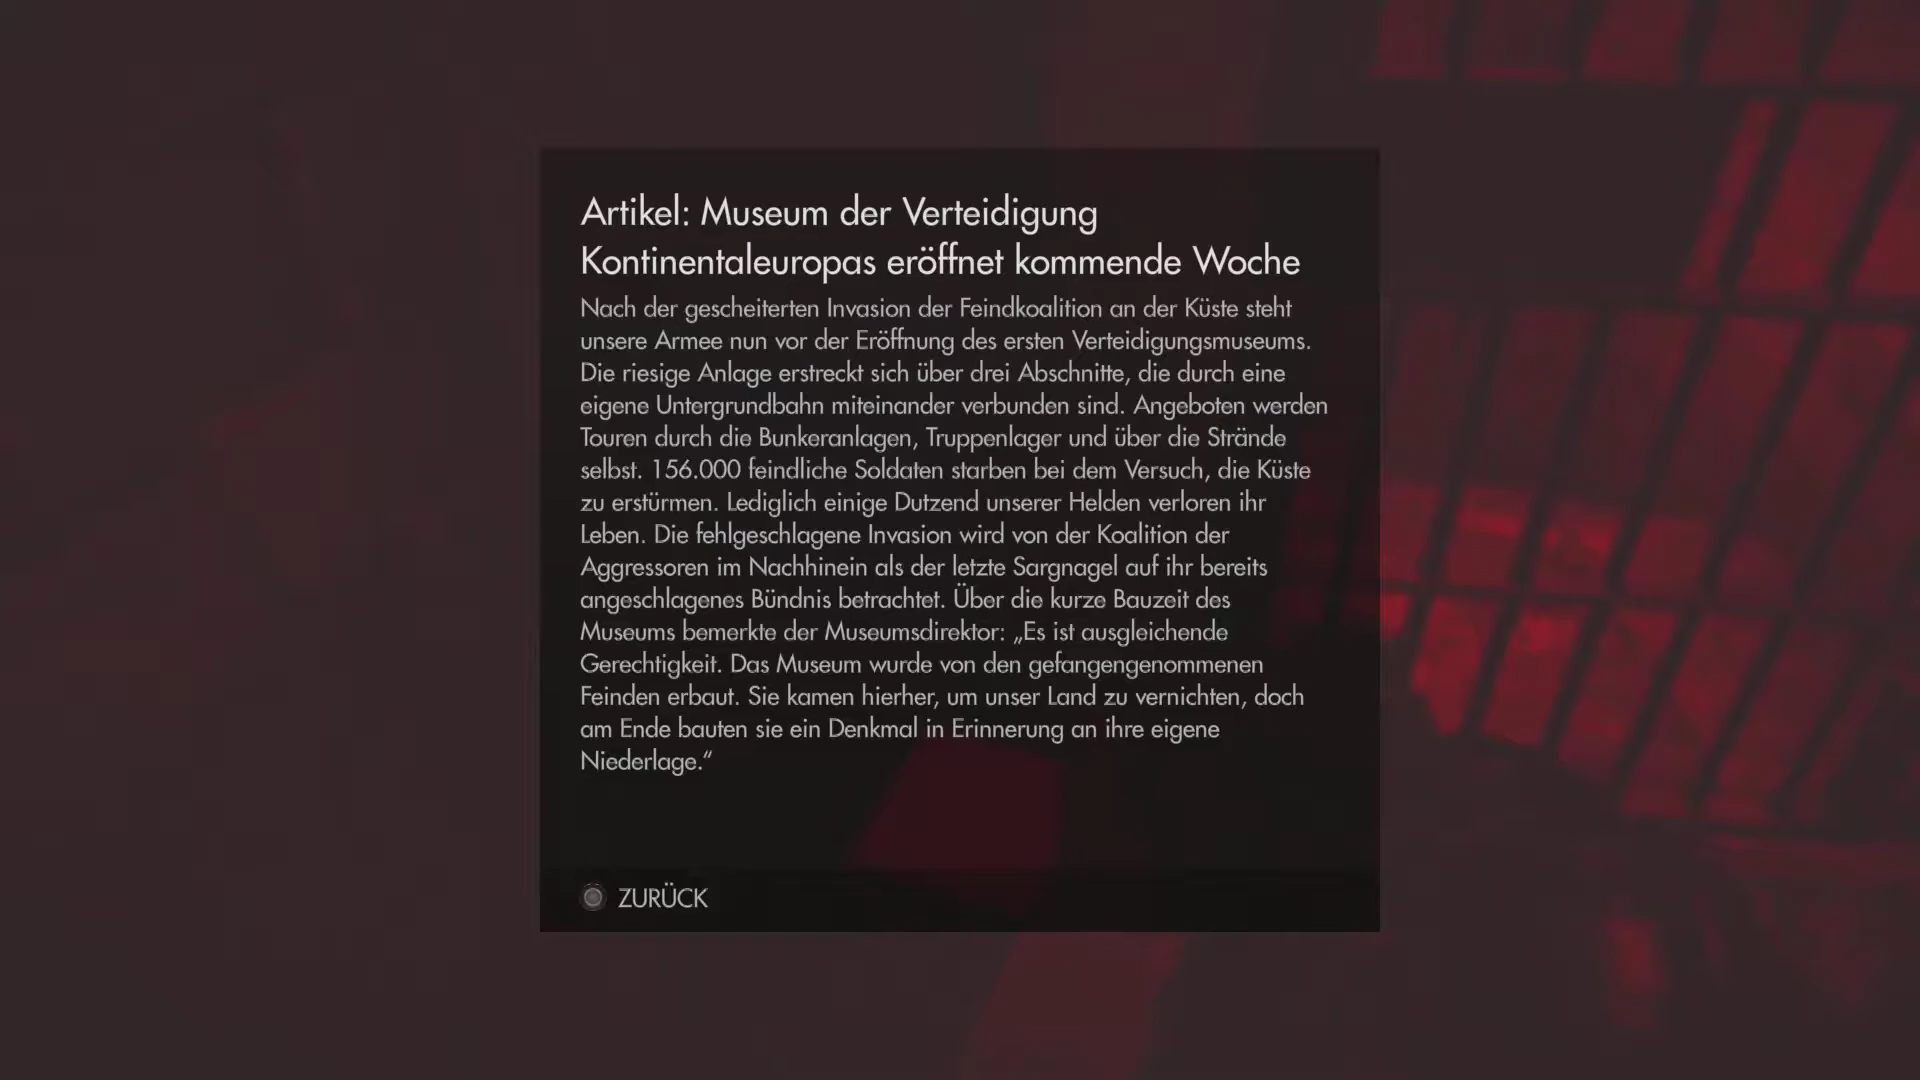 Artikel: Museum der Verteidigung
Kontinentaleuropas eröffnet kommende Woche
Nach der gescheiterten Invasion der Feindkoalition an der Küste steht
unsere Armee nun vor der Eröffnung des ersten Verteidigungsmuseums.
Die riesige Anlage erstreckt sich über drei Abschnitte, die durch eine
eigene Untergrundbahn miteinander verbunden sind. Angeboten werden
Touren durch die Bunkeranlagen, Truppenlager und über die Strände
selbst. 156.000 feindliche Soldaten starben bei dem Versuch, die Küste
zu erstürmen. Lediglich einige Dutzend unserer Helden verloren ihr
Leben. Die fehlgeschlagene Invasion wird von der Koalition der
Aggressoren im Nachhinein als der letzte Sargnagel auf ihr bereits
angeschlagenes Bündnis betrachtet. Über die kurze Bauzeit des
Museums bemerkte der Museumsdirektor: „Es ist ausgleichende
Gerechtigkeit. Das Museum wurde von den gefangengenommenen
Feinden erbaut. Sie kamen hierher, um unser Land zu vernichten, doch
am Ende bauten sie ein Denkmal in Erinnerung an ihre eigene
Niederlage.“
ZURÜCK